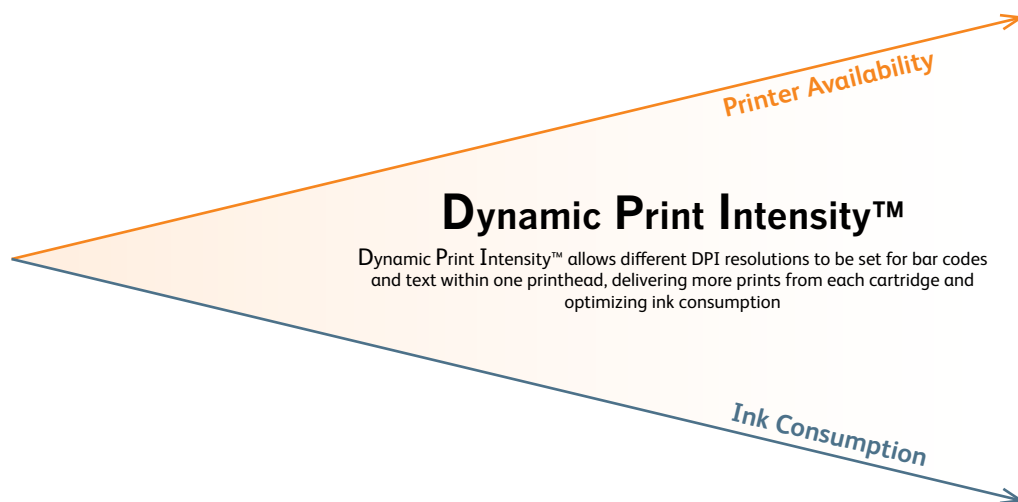 Printer Availability
Dynamic Print Intensity™
Dynamic Print Intensity™ allows different DPI resolutions to be set for bar codes
and text within one printhead, delivering more prints from each cartridge and
optimizing ink consumption
Ink Consumption